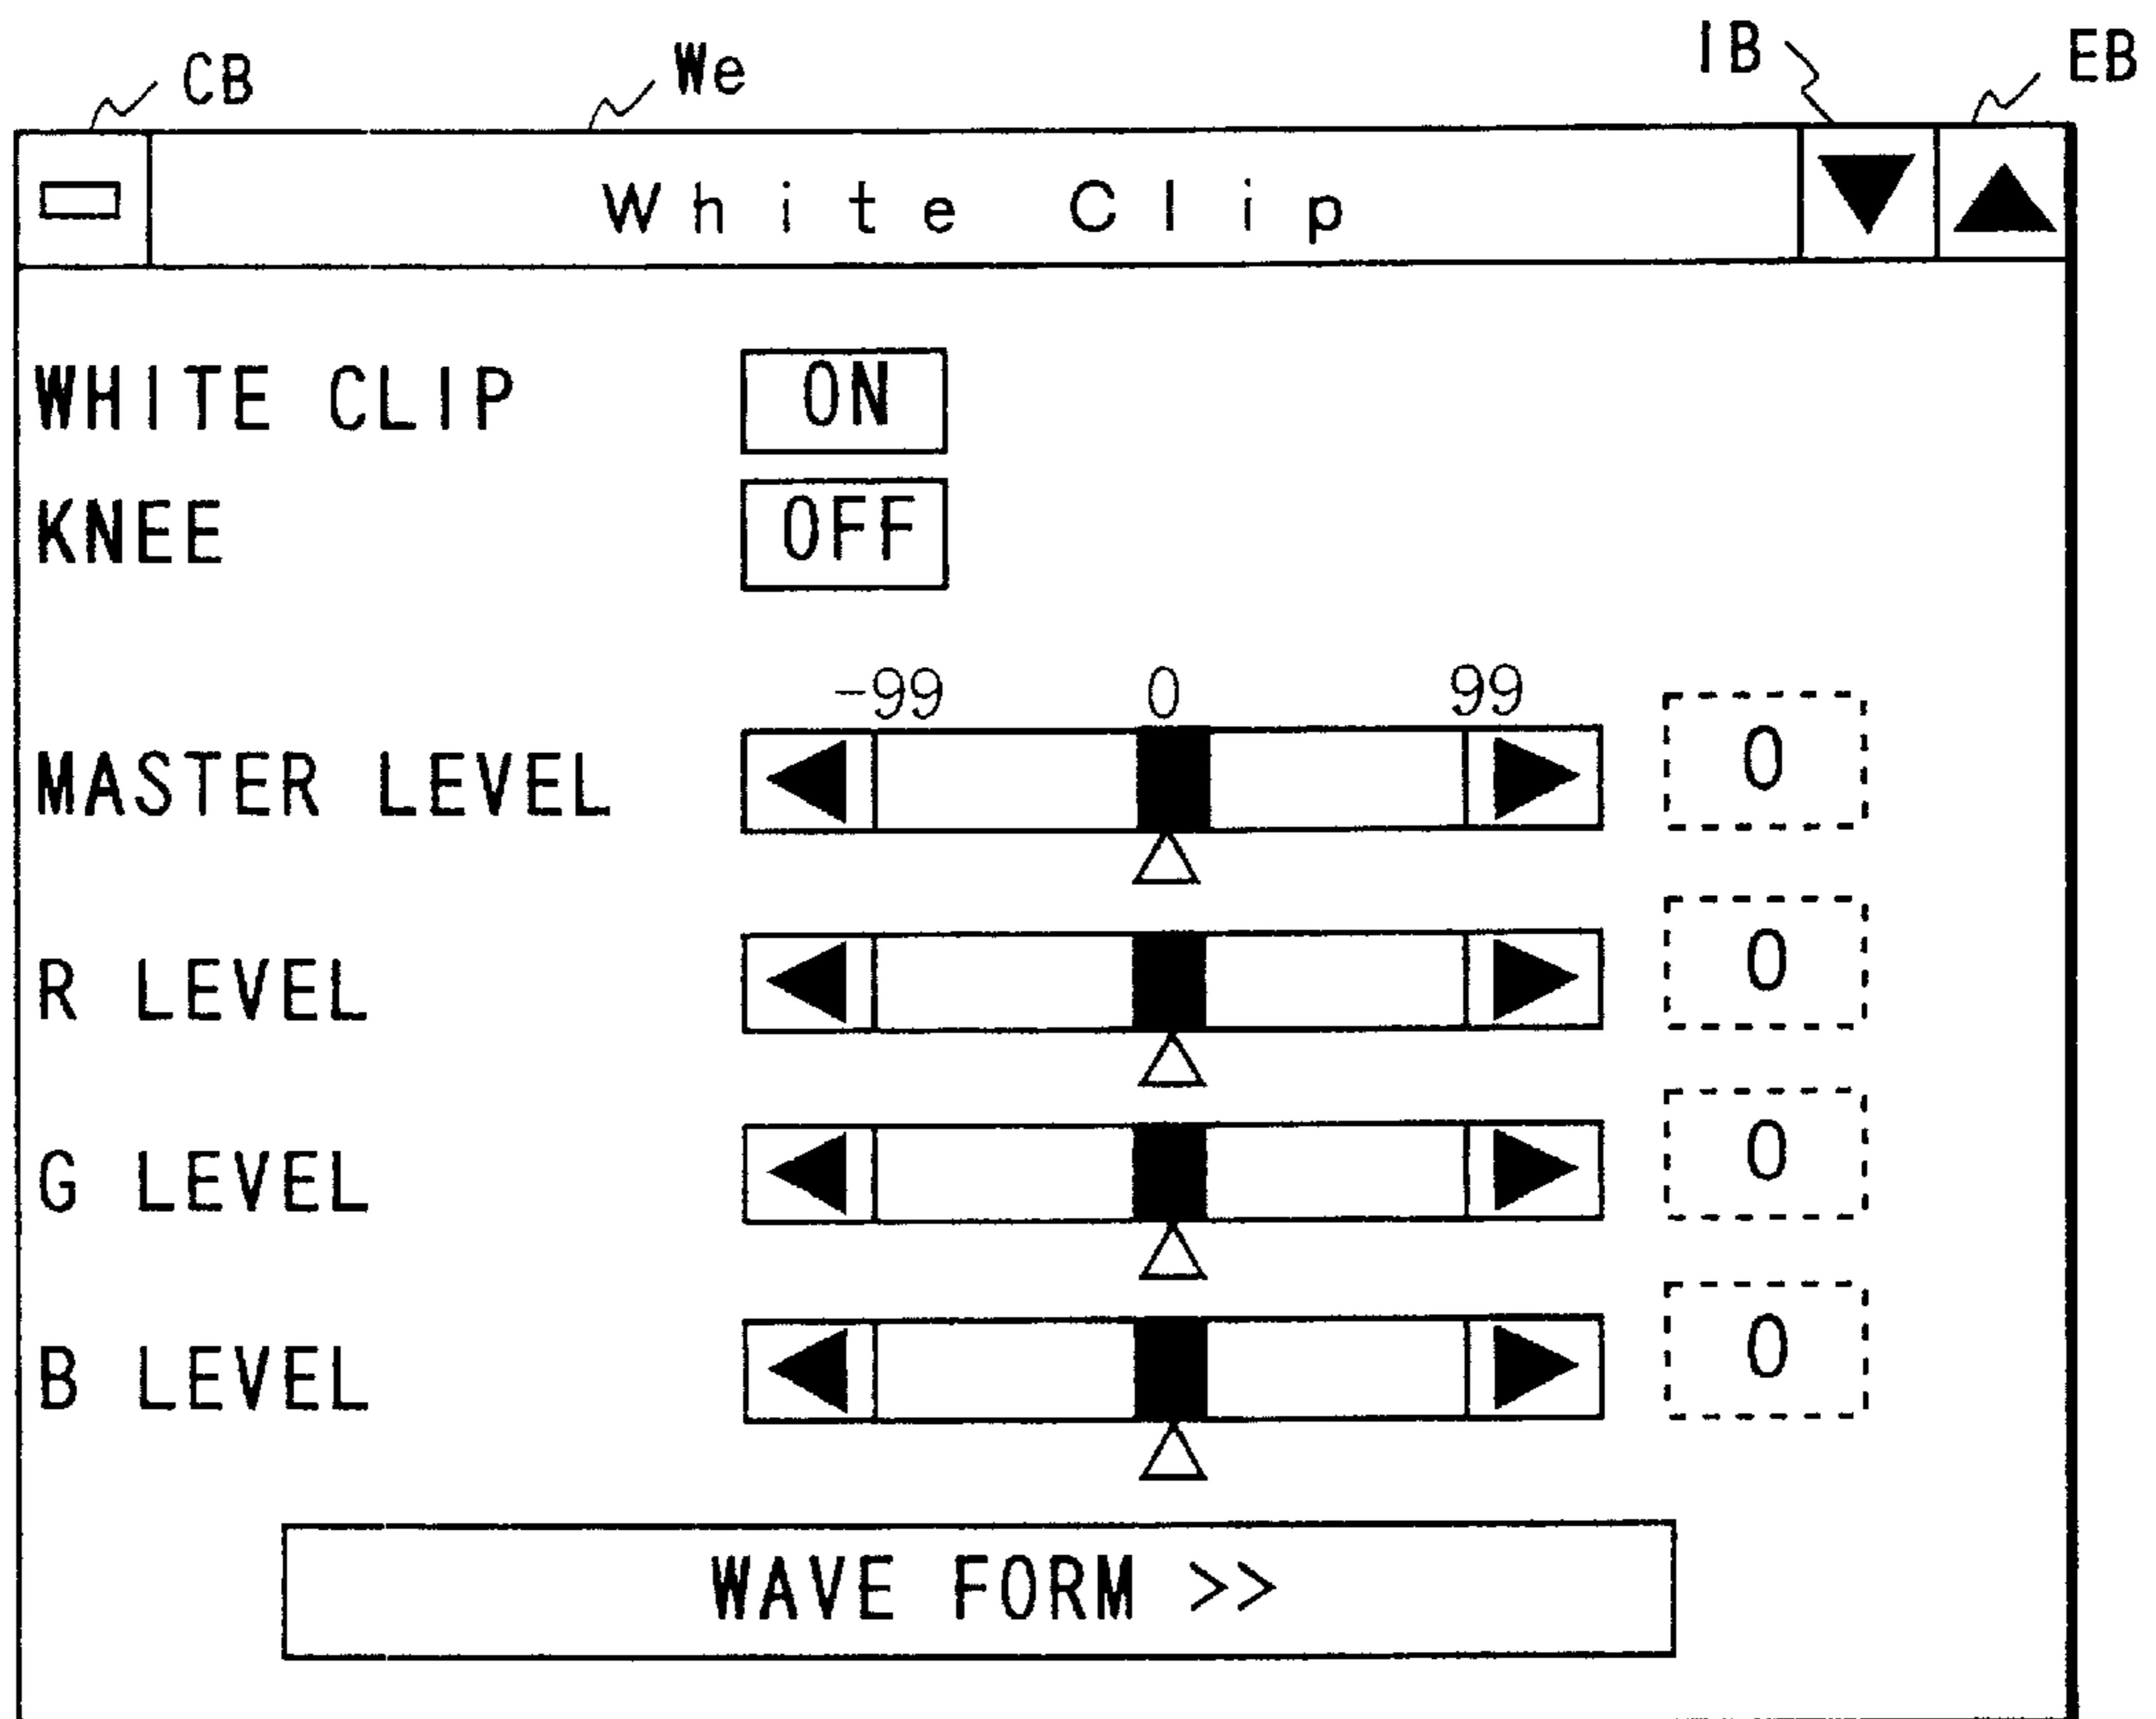 CB We IB EB
White Clip
WHITE CLIP ON
KNEE OFF
-99 0 99
MASTER LEVEL 0
R LEVEL 0
G LEVEL 0
B LEVEL 0
WAVE FORM >>